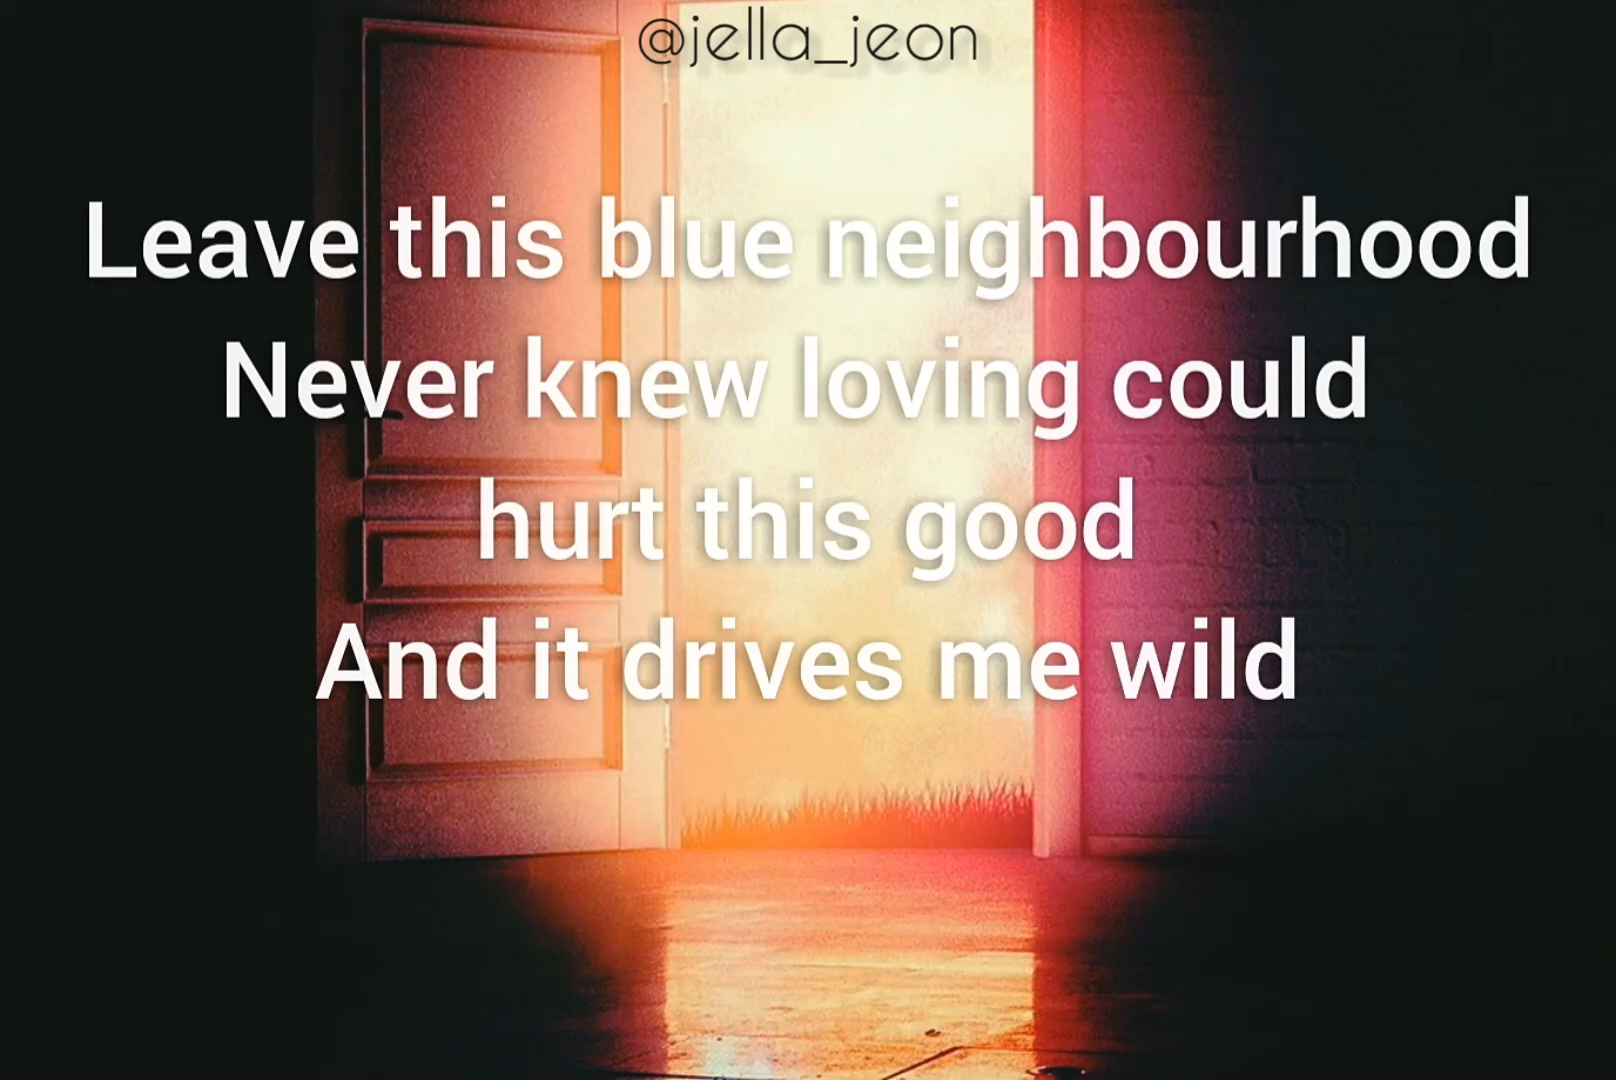 @jella_jeon
Leave this blue neighbourhood
Never knew loving could
hurt this good
And it drives me wild